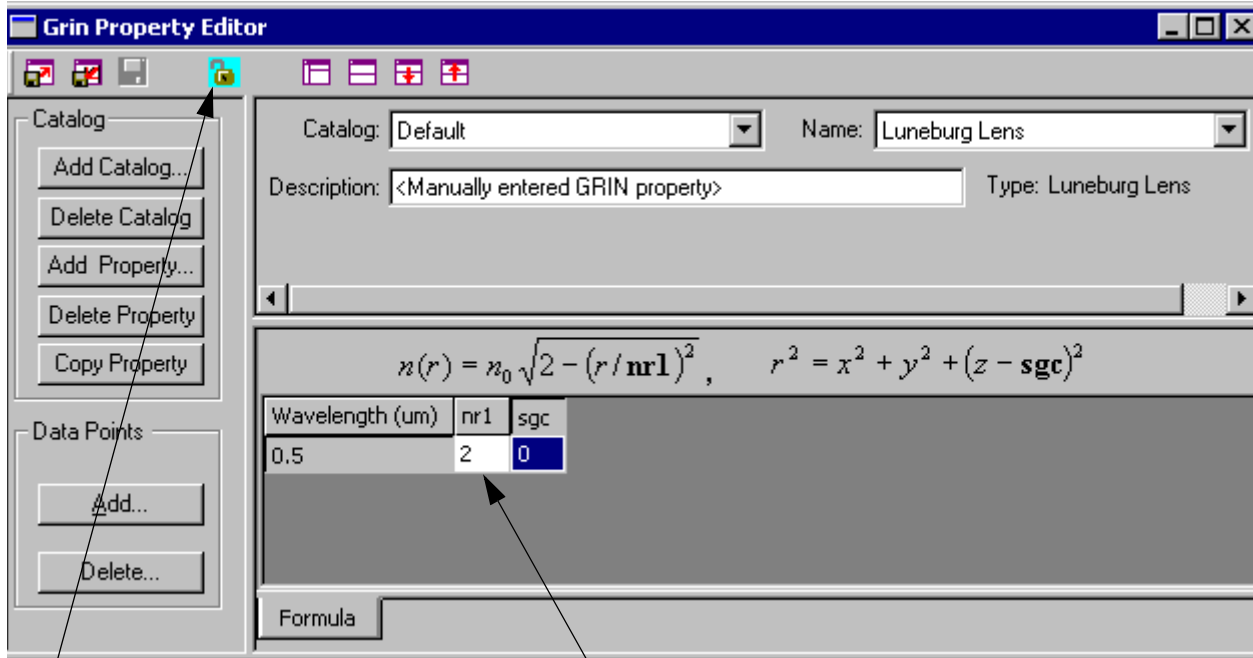 Grin Property Editor
Catalog
Add Catalog...
Delete Catalog
Add Property...
Delete Property
Copy Property
Data Points
Add...
Delete...
Catalog: Default Name: Luneburg Lens
Description: <Manually entered GRIN property> Type: Luneburg Lens
n(r) = n₀√(2 − (r/nr1)²), r² = x² + y² + (z − sgc)²
Wavelength (um) nr1 sgc
0.5 2 0
Formula